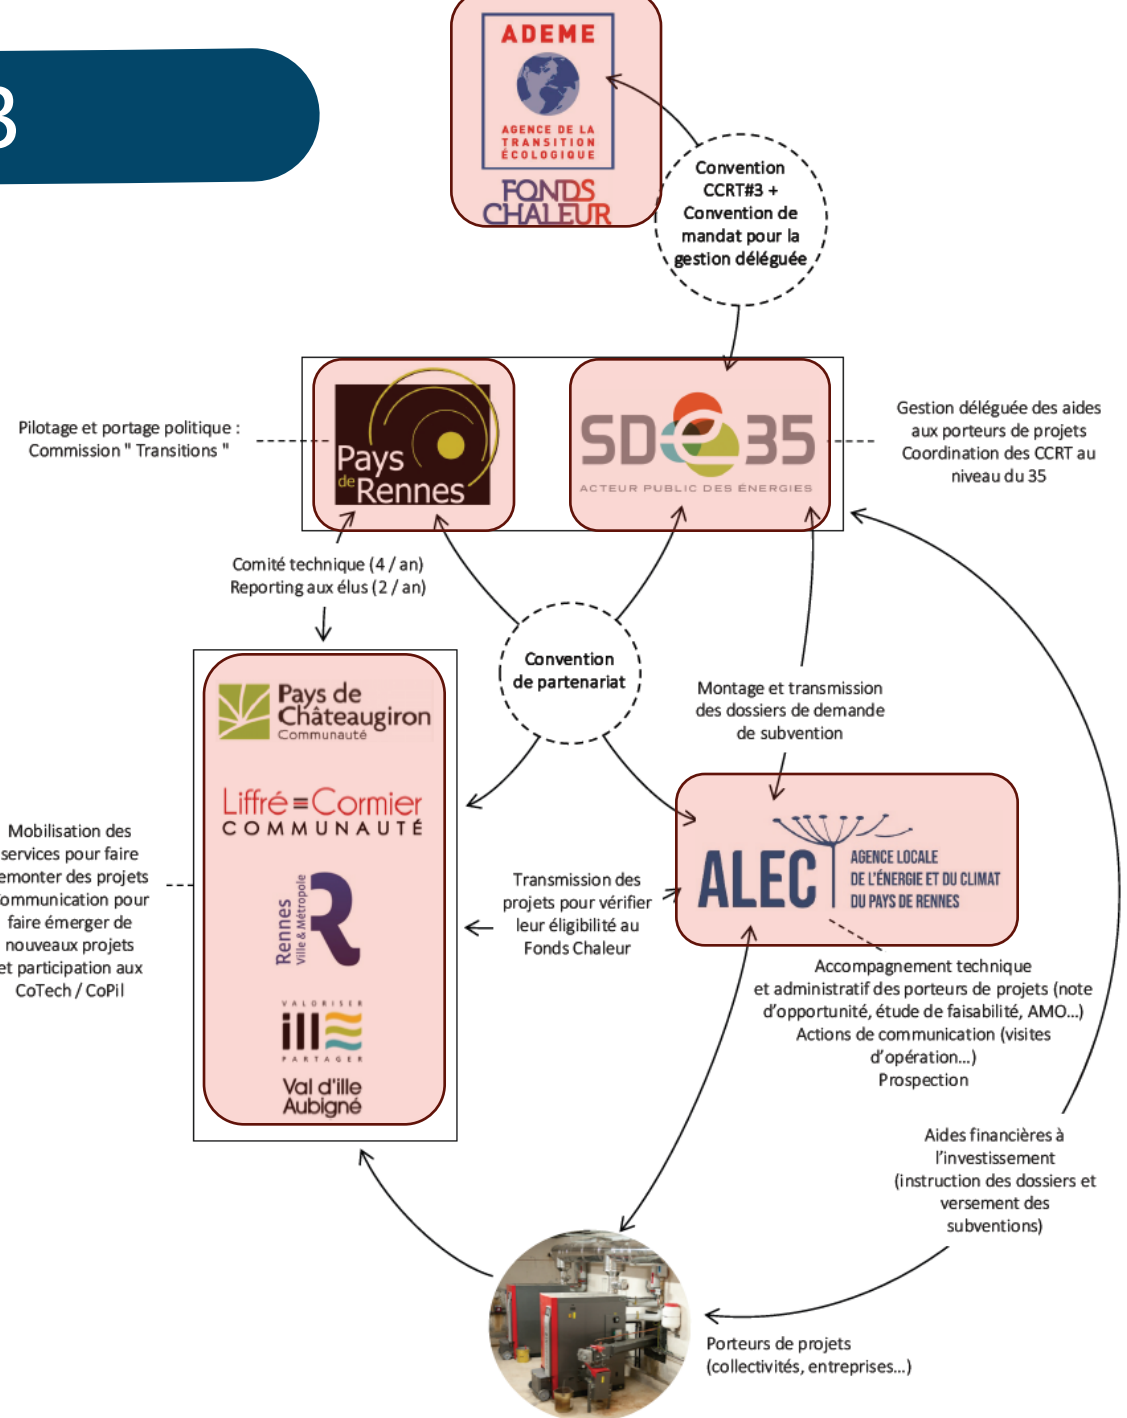 3
ADEME
AGENCE DE LA
TRANSITION
ÉCOLOGIQUE
FONDS
CHALEUR
Convention
CCRT#3 +
Convention de
mandat pour la
gestion déléguée
Pilotage et portage politique :
Commission " Transitions "
Pays
de Rennes
SDe35
ACTEUR PUBLIC DES ÉNERGIES
Gestion déléguée des aides
aux porteurs de projets
Coordination des CCRT au
niveau du 35
Comité technique (4 / an)
Reporting aux élus (2 / an)
Convention
de partenariat
Montage et transmission
des dossiers de demande
de subvention
Pays de
Châteaugiron
Communauté
Liffré=Cormier
COMMUNAUTÉ
Rennes
Ville & Métropole
R
VALORISER
ille
PARTAGER
Val d'ille
Aubigné
Mobilisation des
services pour faire
emonter des projets
ommunication pour
faire émerger de
nouveaux projets
et participation aux
CoTech / CoPil
Transmission des
projets pour vérifier
leur éligibilité au
Fonds Chaleur
ALEC
AGENCE LOCALE
DE L'ÉNERGIE ET DU CLIMAT
DU PAYS DE RENNES
Accompagnement technique
et administratif des porteurs de projets (note
d'opportunité, étude de faisabilité, AMO...)
Actions de communication (visites
d'opération...)
Prospection
Aides financières à
l'investissement
(instruction des dossiers et
versement des
subventions)
Porteurs de projets
(collectivités, entreprises...)